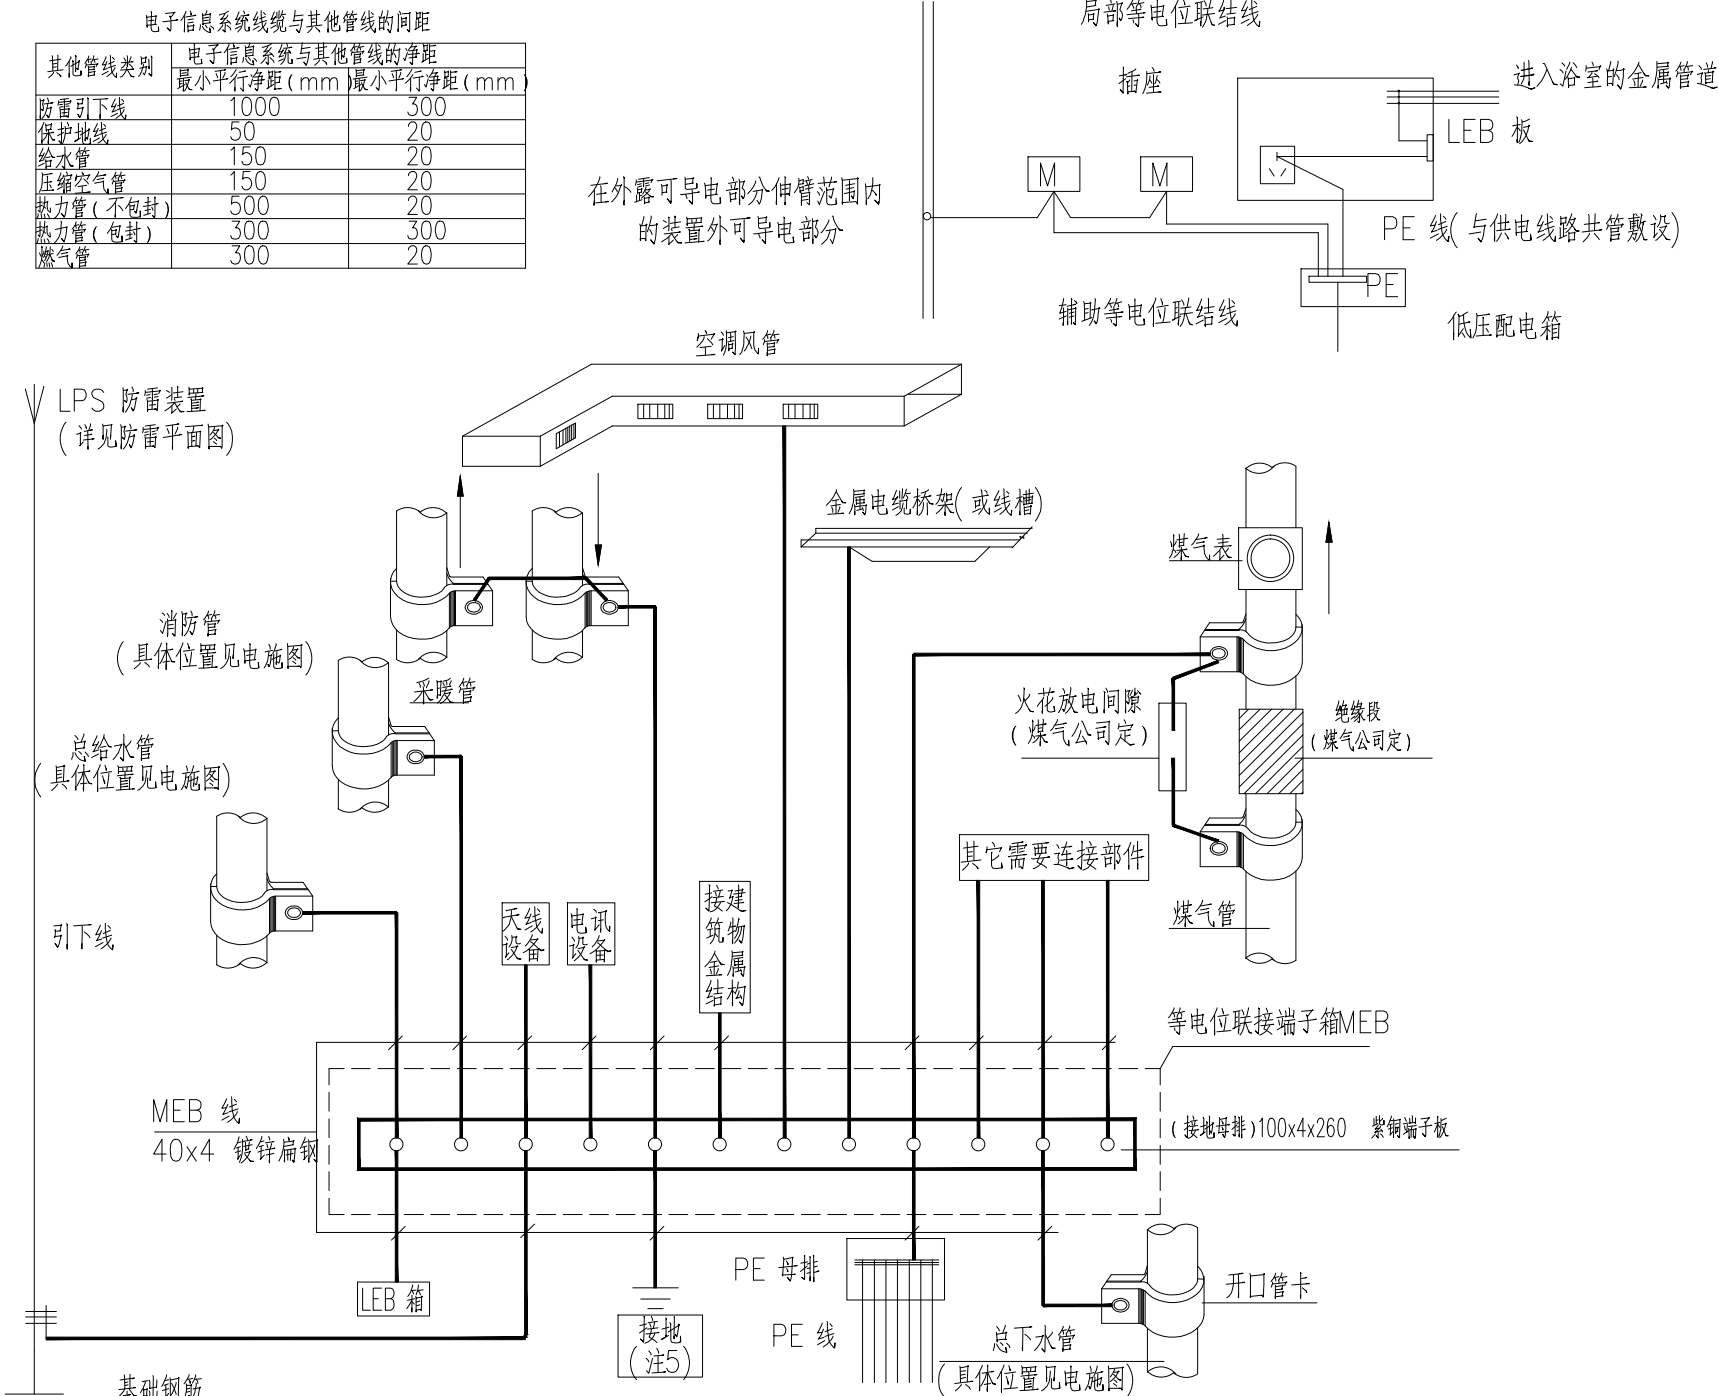 电子信息系统线缆与其他管线的间距
其他管线类别 电子信息系统与其他管线的净距
最小平行净距(mm) 最小平行净距(mm)
防雷引下线 1000 300
保护地线 50 20
给水管 150 20
压缩空气管 150 20
热力管(不包封) 500 20
热力管(包封) 300 300
燃气管 300 20
局部等电位联结线
插座
进入浴室的金属管道
LEB 板
M
M
在外露可导电部分伸臂范围内
的装置外可导电部分
PE 线(与供电线路共管敷设)
PE
辅助等电位联结线
低压配电箱
空调风管
LPS 防雷装置
(详见防雷平面图)
金属电缆桥架(或线槽)
煤气表
消防管
(具体位置见电施图)
采暖管
火花放电间隙
(煤气公司定)
绝缘段
(煤气公司定)
总给水管
(具体位置见电施图)
其它需要连接部件
煤气管
引下线
天线
设备
电讯
设备
接建
筑物
金属
结构
等电位联接端子箱MEB
MEB 线
40x4 镀锌扁钢
(接地母排)100x4x260 紫铜端子板
PE 母排
LEB 箱
开口管卡
接地
(注5)
PE 线
总下水管
(具体位置见电施图)
基础钢筋